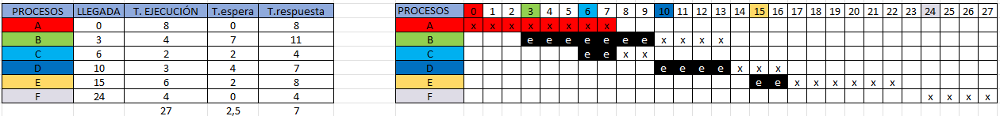 PROCESOS LLEGADA T. EJECUCIÓN T.espera T.respuesta PROCESOS 0 1 2 3 4 5 6 7 8 9 10 11 12 13 14 15 16 17 18 19 20 21 22 23 24 25 26 27
A 0 8 0 8 A x x x x x x x x
B 3 4 7 11 B e e e e e e e x x x x
C 6 2 2 4 C e e x x
D 10 3 4 7 D e e e e x x x
E 15 6 2 8 E e e x x x x x x
F 24 4 0 4 F x x x x
27 2,5 7